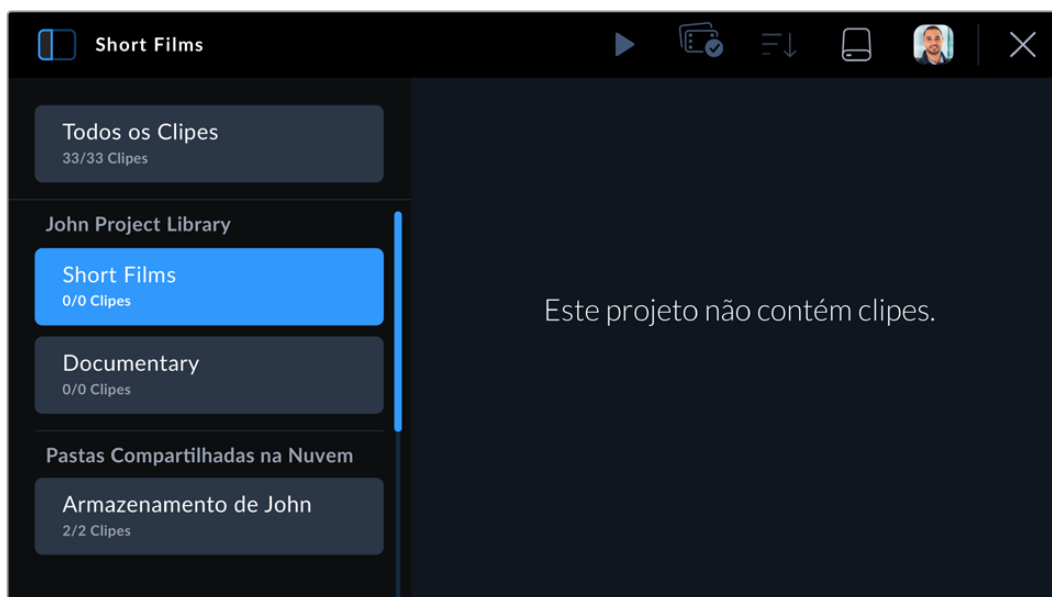 Short Films
Todos os Clipes
33/33 Clipes
John Project Library
Short Films
0/0 Clipes
Documentary
0/0 Clipes
Pastas Compartilhadas na Nuvem
Armazenamento de John
2/2 Clipes
Este projeto não contém clipes.